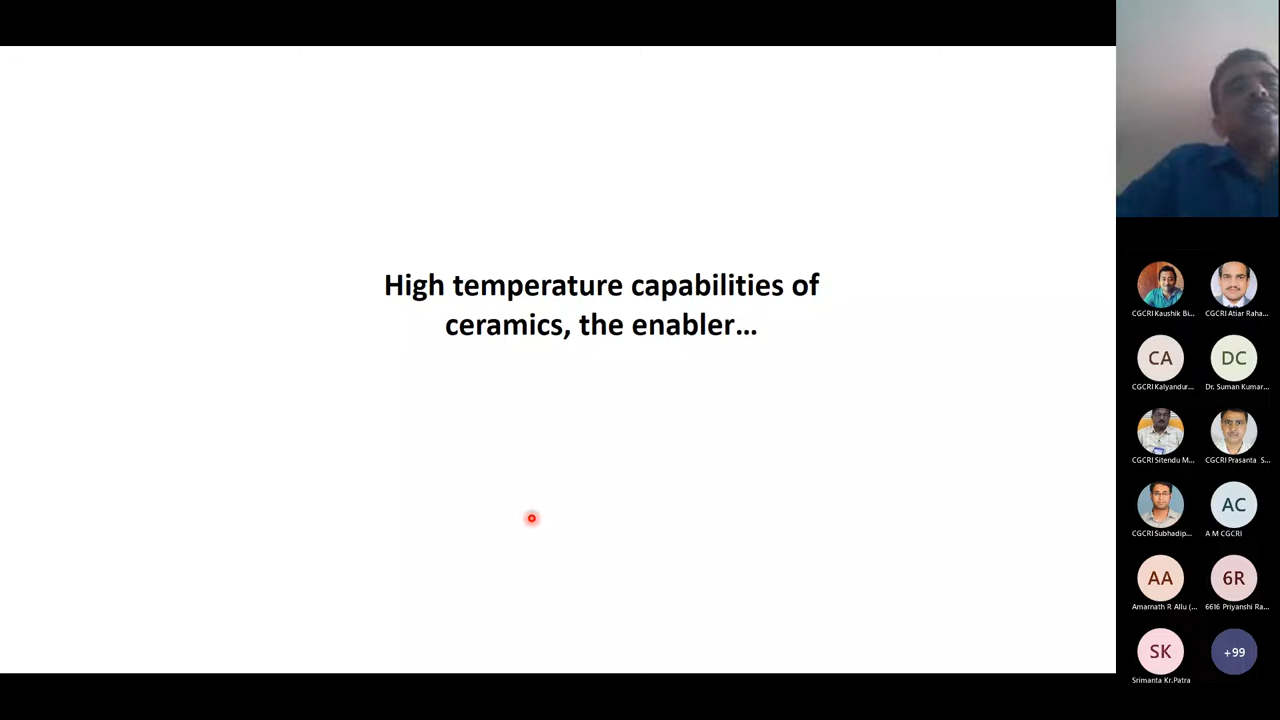 High temperature capabilities of
ceramics, the enabler...
CGCRI Kaushik Bi...
CGCRI Atiar Raha...
CA
DC
CGCRI Kalyandur...
Dr. Suman Kumar...
CGCRI Sitendu M...
CGCRI Prasanta S...
AC
CGCRI Subhadip...
A M CGCRI
AA
6R
Amarnath R Allu (...
6616 Priyanshi Ra...
SK
+99
Srimanta Kr.Patra